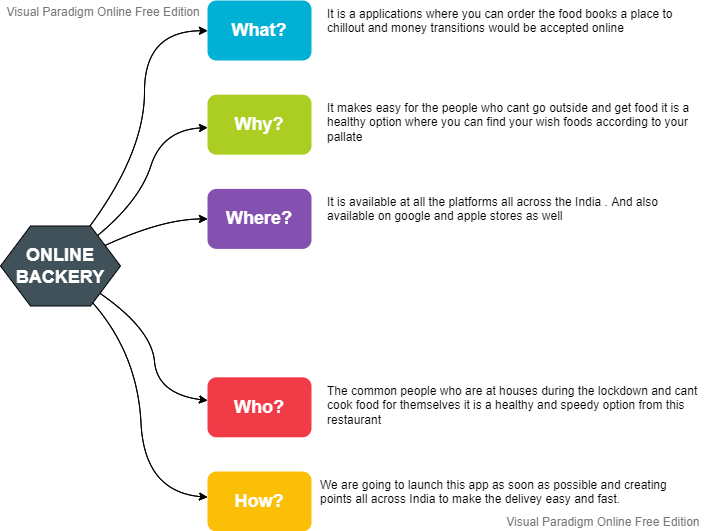 Visual Paradigm Online Free Edition
What?
It is a applications where you can order the food books a place to
chillout and money transitions would be accepted online
Why?
It makes easy for the people who cant go outside and get food it is a
healthy option where you can find your wish foods according to your
pallate
Where?
It is available at all the platforms all across the India . And also
available on google and apple stores as well
ONLINE
BACKERY
Who?
The common people who are at houses during the lockdown and cant
cook food for themselves it is a healthy and speedy option from this
restaurant
How?
We are going to launch this app as soon as possible and creating
points all across India to make the delivey easy and fast.
Visual Paradigm Online Free Edition